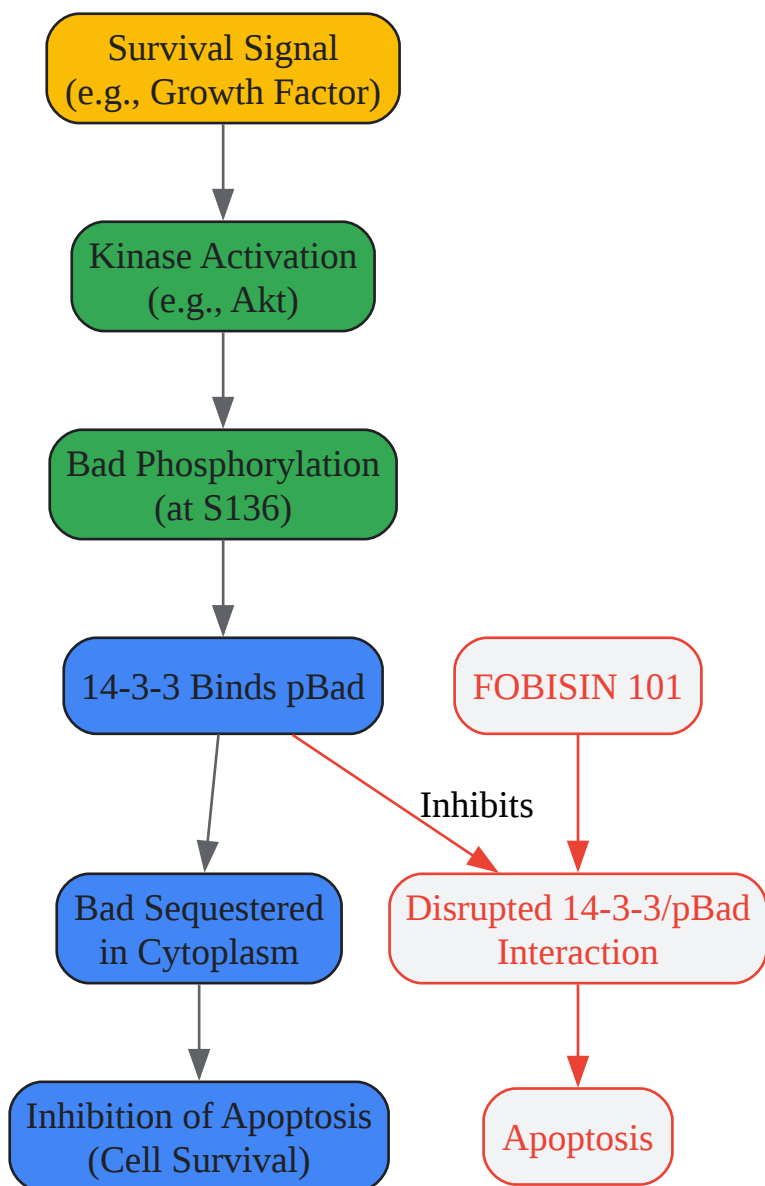 Survival Signal
(e.g., Growth Factor)
Kinase Activation
(e.g., Akt)
Bad Phosphorylation
(at S136)
14-3-3 Binds pBad
FOBISIN 101
Inhibits
Bad Sequestered
in Cytoplasm
Disrupted 14-3-3/pBad
Interaction
Inhibition of Apoptosis
(Cell Survival)
Apoptosis